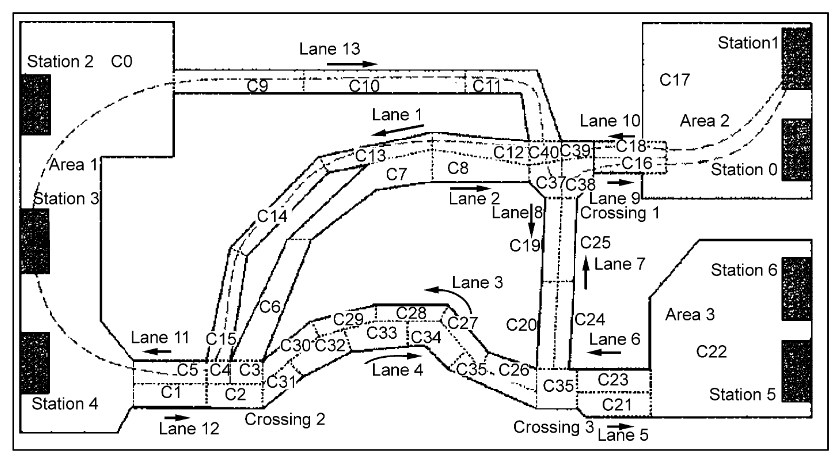 Station 2 C0
Lane 13
Station1
C9 C10 C11
C17
Lane 1
Lane 10
Area 2
C13
C12 C40 C39
C18
C16
Area 1
C7 C8
C37 C38
Station 0
Station 3
Lane 2
Lane 8
Lane 9
Crossing 1
C14
C19 C25
Lane 7
Station 6
Lane 3
C6
C29 C28 C27
Area 3
C15
C33 C34
C20 C24
Lane 11
C30 C32
Lane 6
C22
C5 C4 C3
C31
Lane 4
C35 C26
C35
C23
C1 C2
C21
Station 5
Station 4
Crossing 2
Lane 12
Crossing 3
Lane 5